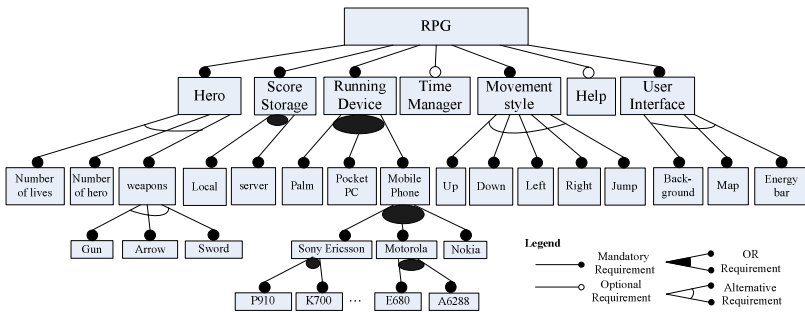 RPG
Hero
Score Storage
Running Device
Time Manager
Movement style
Help
User Interface
Number of lives
Number of hero
weapons
Local
server
Palm
Pocket PC
Mobile Phone
Up
Down
Left
Right
Jump
Back-ground
Map
Energy bar
Gun
Arrow
Sword
Sony Ericsson
Motorola
Nokia
P910
K700
...
E680
A6288
Legend
Mandatory Requirement
OR Requirement
Optional Requirement
Alternative Requirement